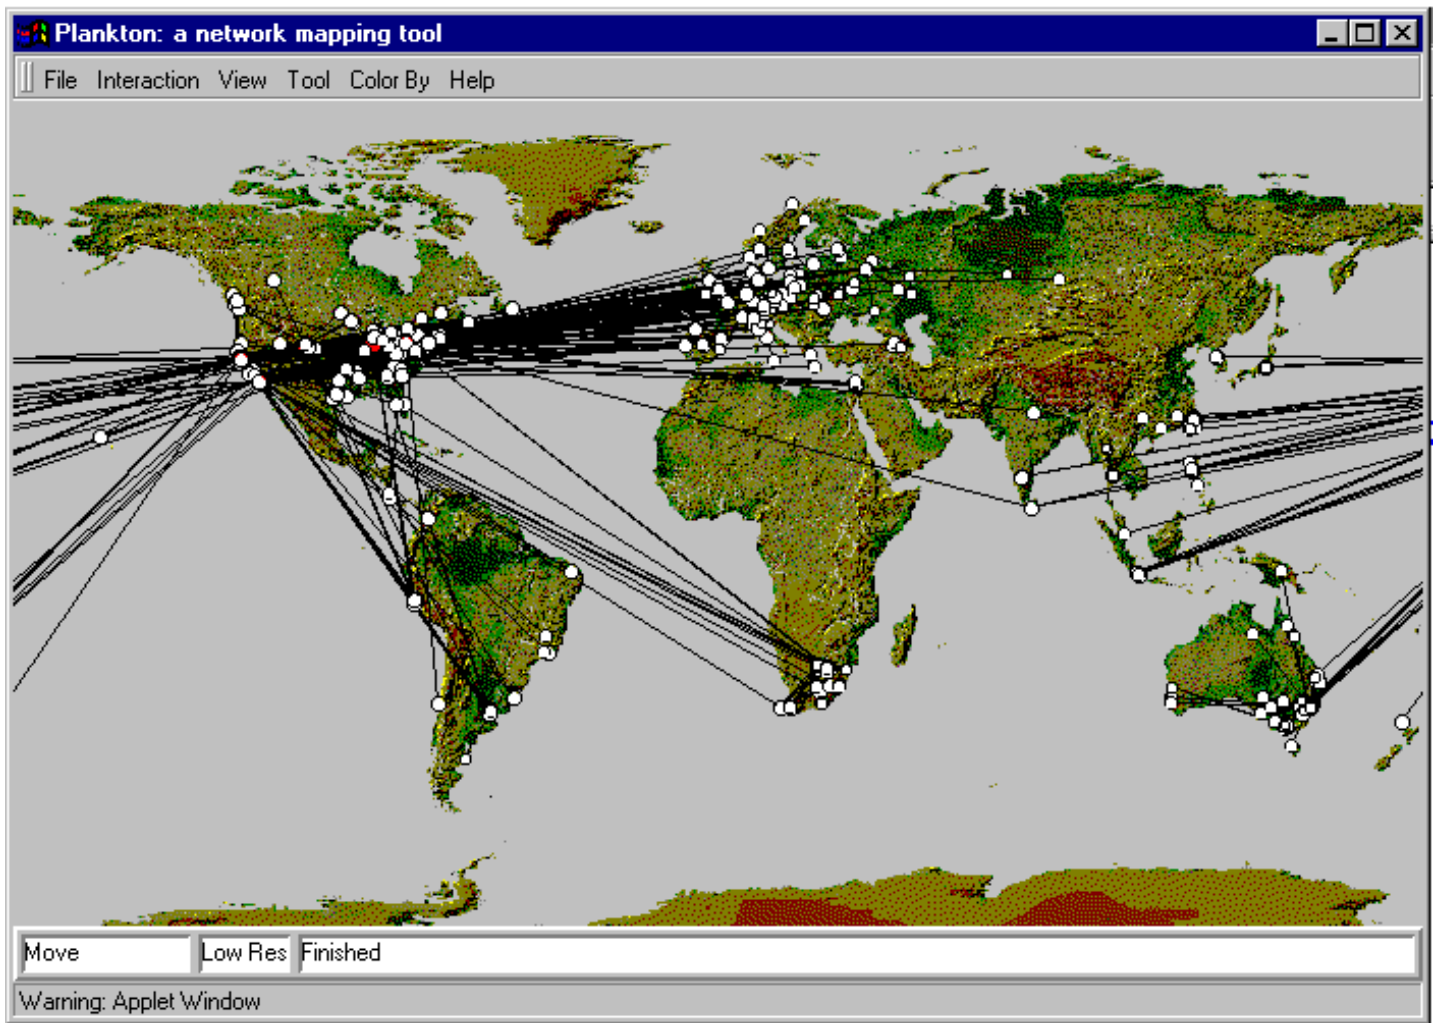 Plankton: a network mapping tool
File Interaction View Tool Color By Help
Move Low Res Finished
Warning: Applet Window